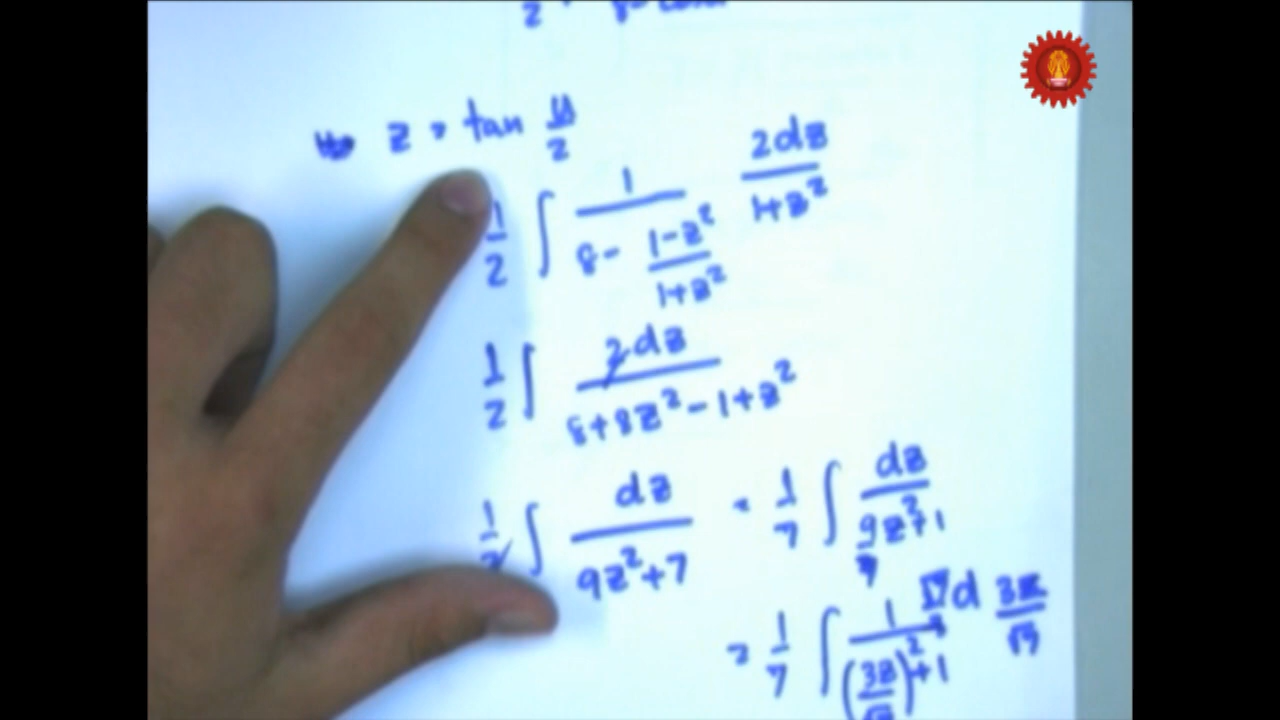 z = tan y/2
1/2 ∫ 1/(8 - (1-z²)/(1+z²)) 2dz/(1+z²)
1/2 ∫ 2dz/(8+8z²-1+z²)
1/2 ∫ dz/(9z²+7) = 1/7 ∫ dz/(9z²/7+1)
= 1/7 ∫ 1/((3z/√7)²+1) √7/3 d 3z/√7